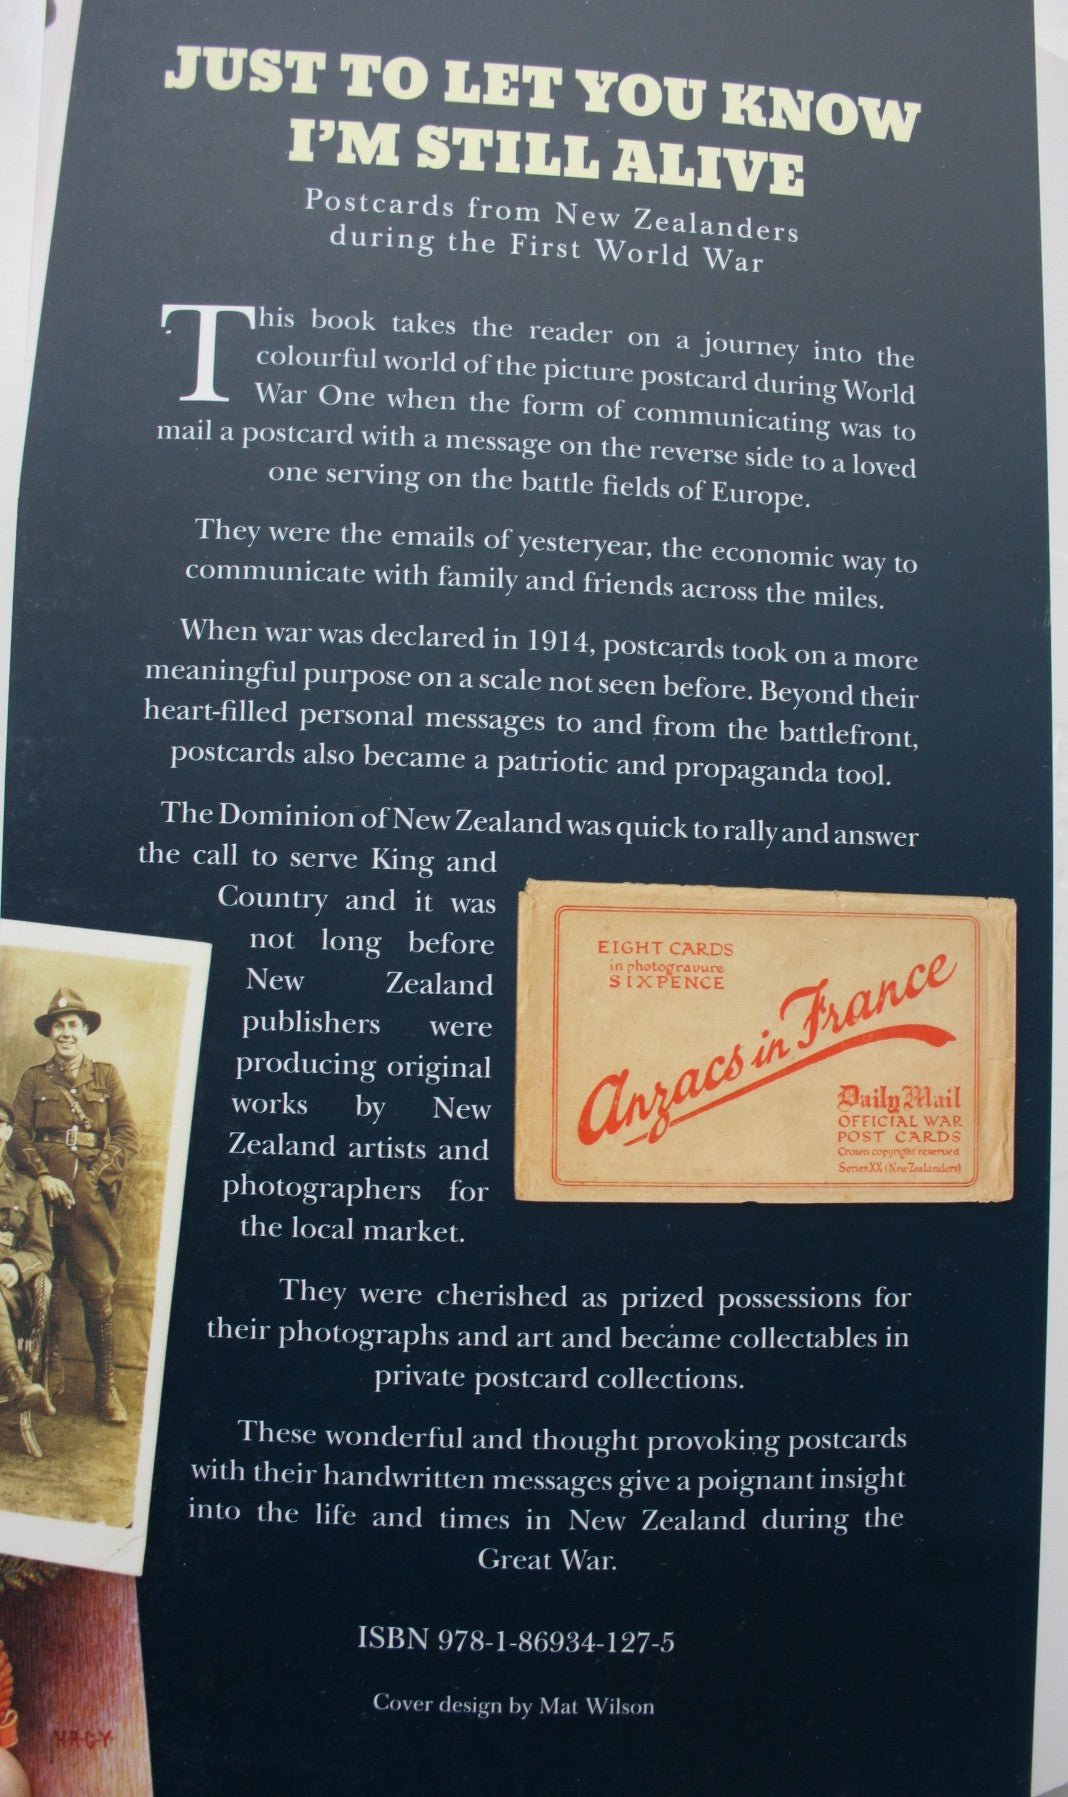 JUST TO LET YOU KNOW
I'M STILL ALIVE
Postcards from New Zealanders
during the First World War
This book takes the reader on a journey into the
colourful world of the picture postcard during World
War One when the form of communicating was to
mail a postcard with a message on the reverse side to a loved
one serving on the battle fields of Europe.
They were the emails of yesteryear, the economic way to
communicate with family and friends across the miles.
When war was declared in 1914, postcards took on a more
meaningful purpose on a scale not seen before. Beyond their
heart-filled personal messages to and from the battlefront,
postcards also became a patriotic and propaganda tool.
The Dominion of New Zealand was quick to rally and answer
the call to serve King and
Country and it was
not long before
New Zealand
publishers were
producing original
works by New
Zealand artists and
photographers for
the local market.
EIGHT CARDS
in photogravure
SIXPENCE
Anzacs in France
Daily Mail
OFFICIAL WAR
POST CARDS
Crown copyright reserved
Series XX (New Zealanders)
They were cherished as prized possessions for
their photographs and art and became collectables in
private postcard collections.
These wonderful and thought provoking postcards
with their handwritten messages give a poignant insight
into the life and times in New Zealand during the
Great War.
ISBN 978-1-86934-127-5
Cover design by Mat Wilson
HAGY